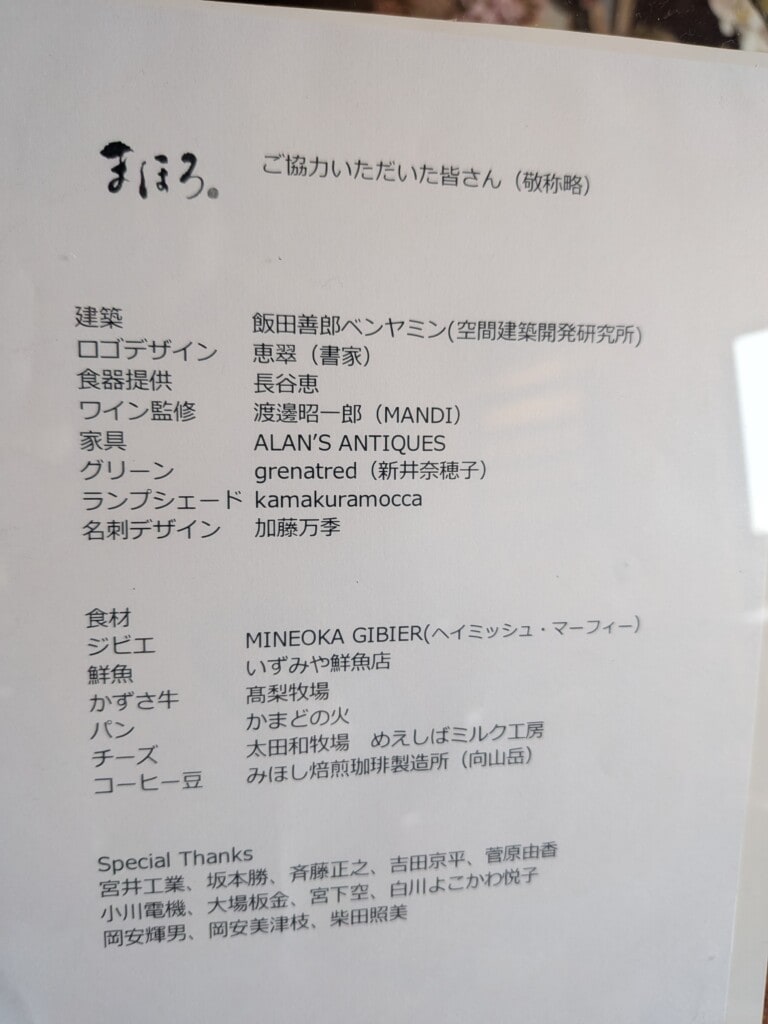 まほろ。 ご協力いただいた皆さん（敬称略）
建築 飯田善郎ベンヤミン(空間建築開発研究所)
ロゴデザイン 恵翠（書家）
食器提供 長谷恵
ワイン監修 渡邊昭一郎（MANDI）
家具 ALAN'S ANTIQUES
グリーン grenatred（新井奈穂子）
ランプシェード kamakuramocca
名刺デザイン 加藤万季
食材
ジビエ MINEOKA GIBIER(ヘイミッシュ・マーフィー）
鮮魚 いずみや鮮魚店
かずさ牛 髙梨牧場
パン かまどの火
チーズ 太田和牧場　めえしばミルク工房
コーヒー豆 みほし焙煎珈琲製造所（向山岳）
Special Thanks
宮井工業、坂本勝、斉藤正之、吉田京平、菅原由香
小川電機、大場板金、宮下空、白川よこかわ悦子
岡安輝男、岡安美津枝、柴田照美